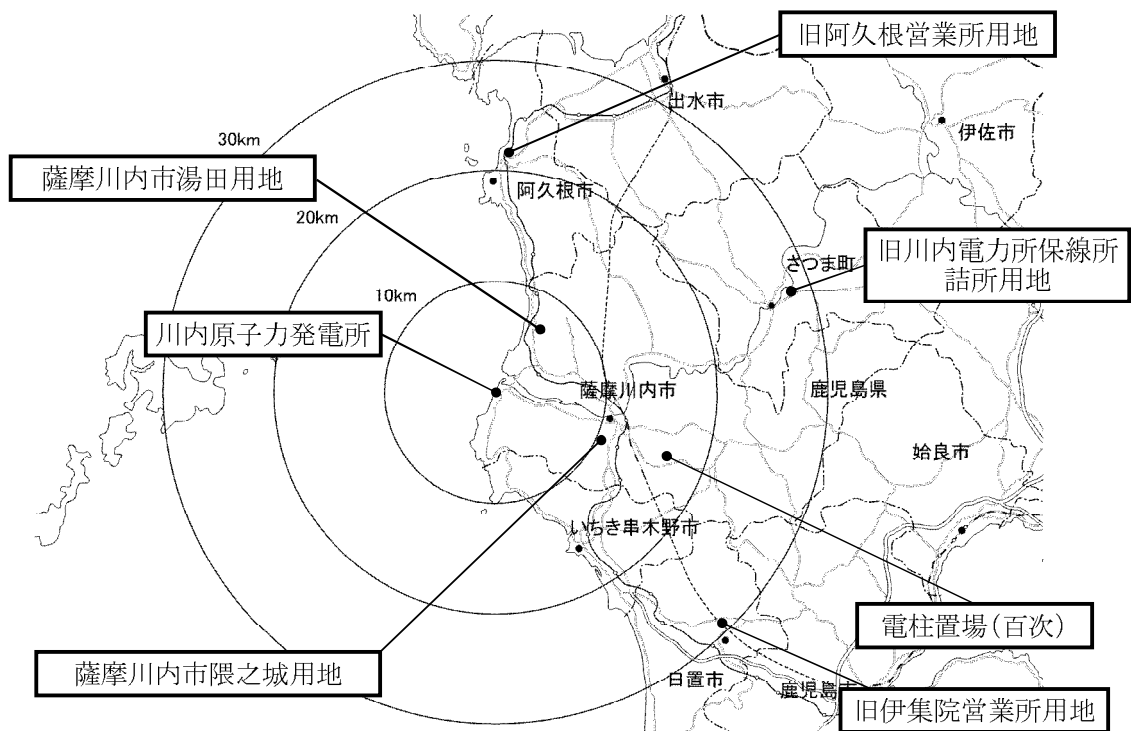 旧阿久根営業所用地
出水市
伊佐市
30km
薩摩川内市湯田用地
阿久根市
20km
旧川内電力所保線所
詰所用地
さつま町
10km
川内原子力発電所
薩摩川内市
鹿児島県
姶良市
いちき串木野市
電柱置場(百次)
薩摩川内市隈之城用地
日置市
鹿児島市
旧伊集院営業所用地